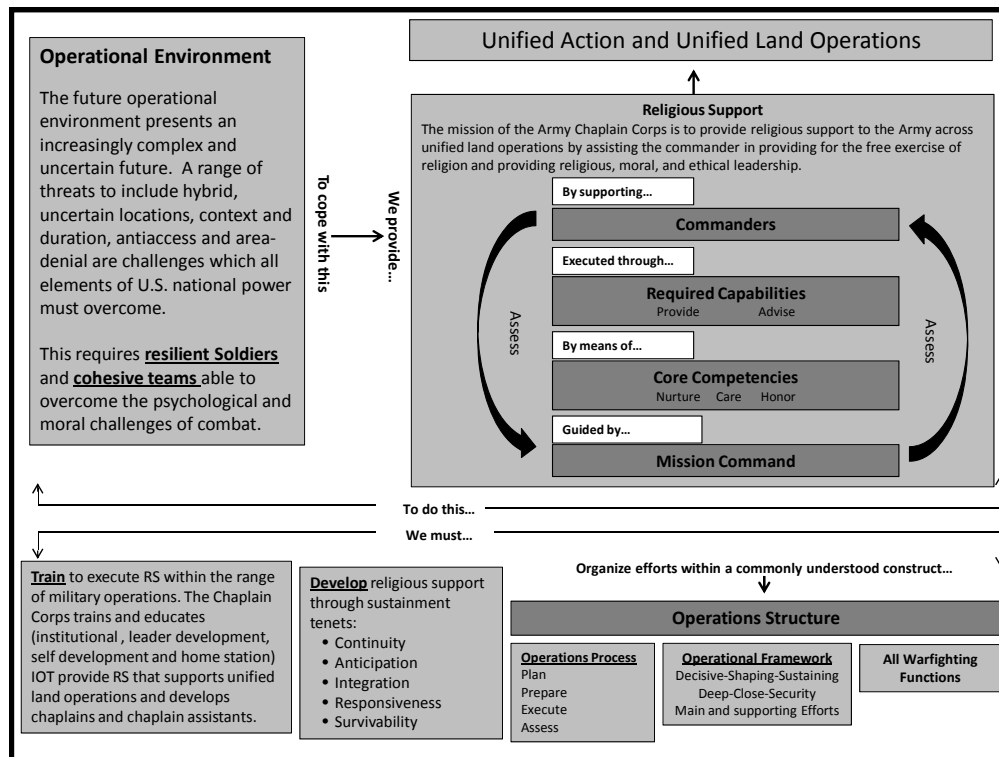 Operational Environment
The future operational
environment presents an
increasingly complex and
uncertain future.  A range of
threats to include hybrid,
uncertain locations, context and
duration, antiaccess and area-
denial are challenges which all
elements of U.S. national power
must overcome.
This requires resilient Soldiers
and cohesive teams able to
overcome the psychological and
moral challenges of combat.
To cope with this
We provide…
Unified Action and Unified Land Operations
Religious Support
The mission of the Army Chaplain Corps is to provide religious support to the Army across
unified land operations by assisting the commander in providing for the free exercise of
religion and providing religious, moral, and ethical leadership.
By supporting…
Commanders
Executed through…
Required Capabilities
Provide Advise
By means of…
Core Competencies
Nurture Care Honor
Guided by…
Mission Command
Assess
Assess
To do this…
We must…
Train to execute RS within the range
of military operations. The Chaplain
Corps trains and educates
(institutional , leader development,
self development and home station)
IOT provide RS that supports unified
land operations and develops
chaplains and chaplain assistants.
Develop religious support
through sustainment
tenets:
• Continuity
• Anticipation
• Integration
• Responsiveness
• Survivability
Organize efforts within a commonly understood construct…
Operations Structure
Operations Process
Plan
Prepare
Execute
Assess
Operational Framework
Decisive-Shaping-Sustaining
Deep-Close-Security
Main and supporting Efforts
All Warfighting
Functions